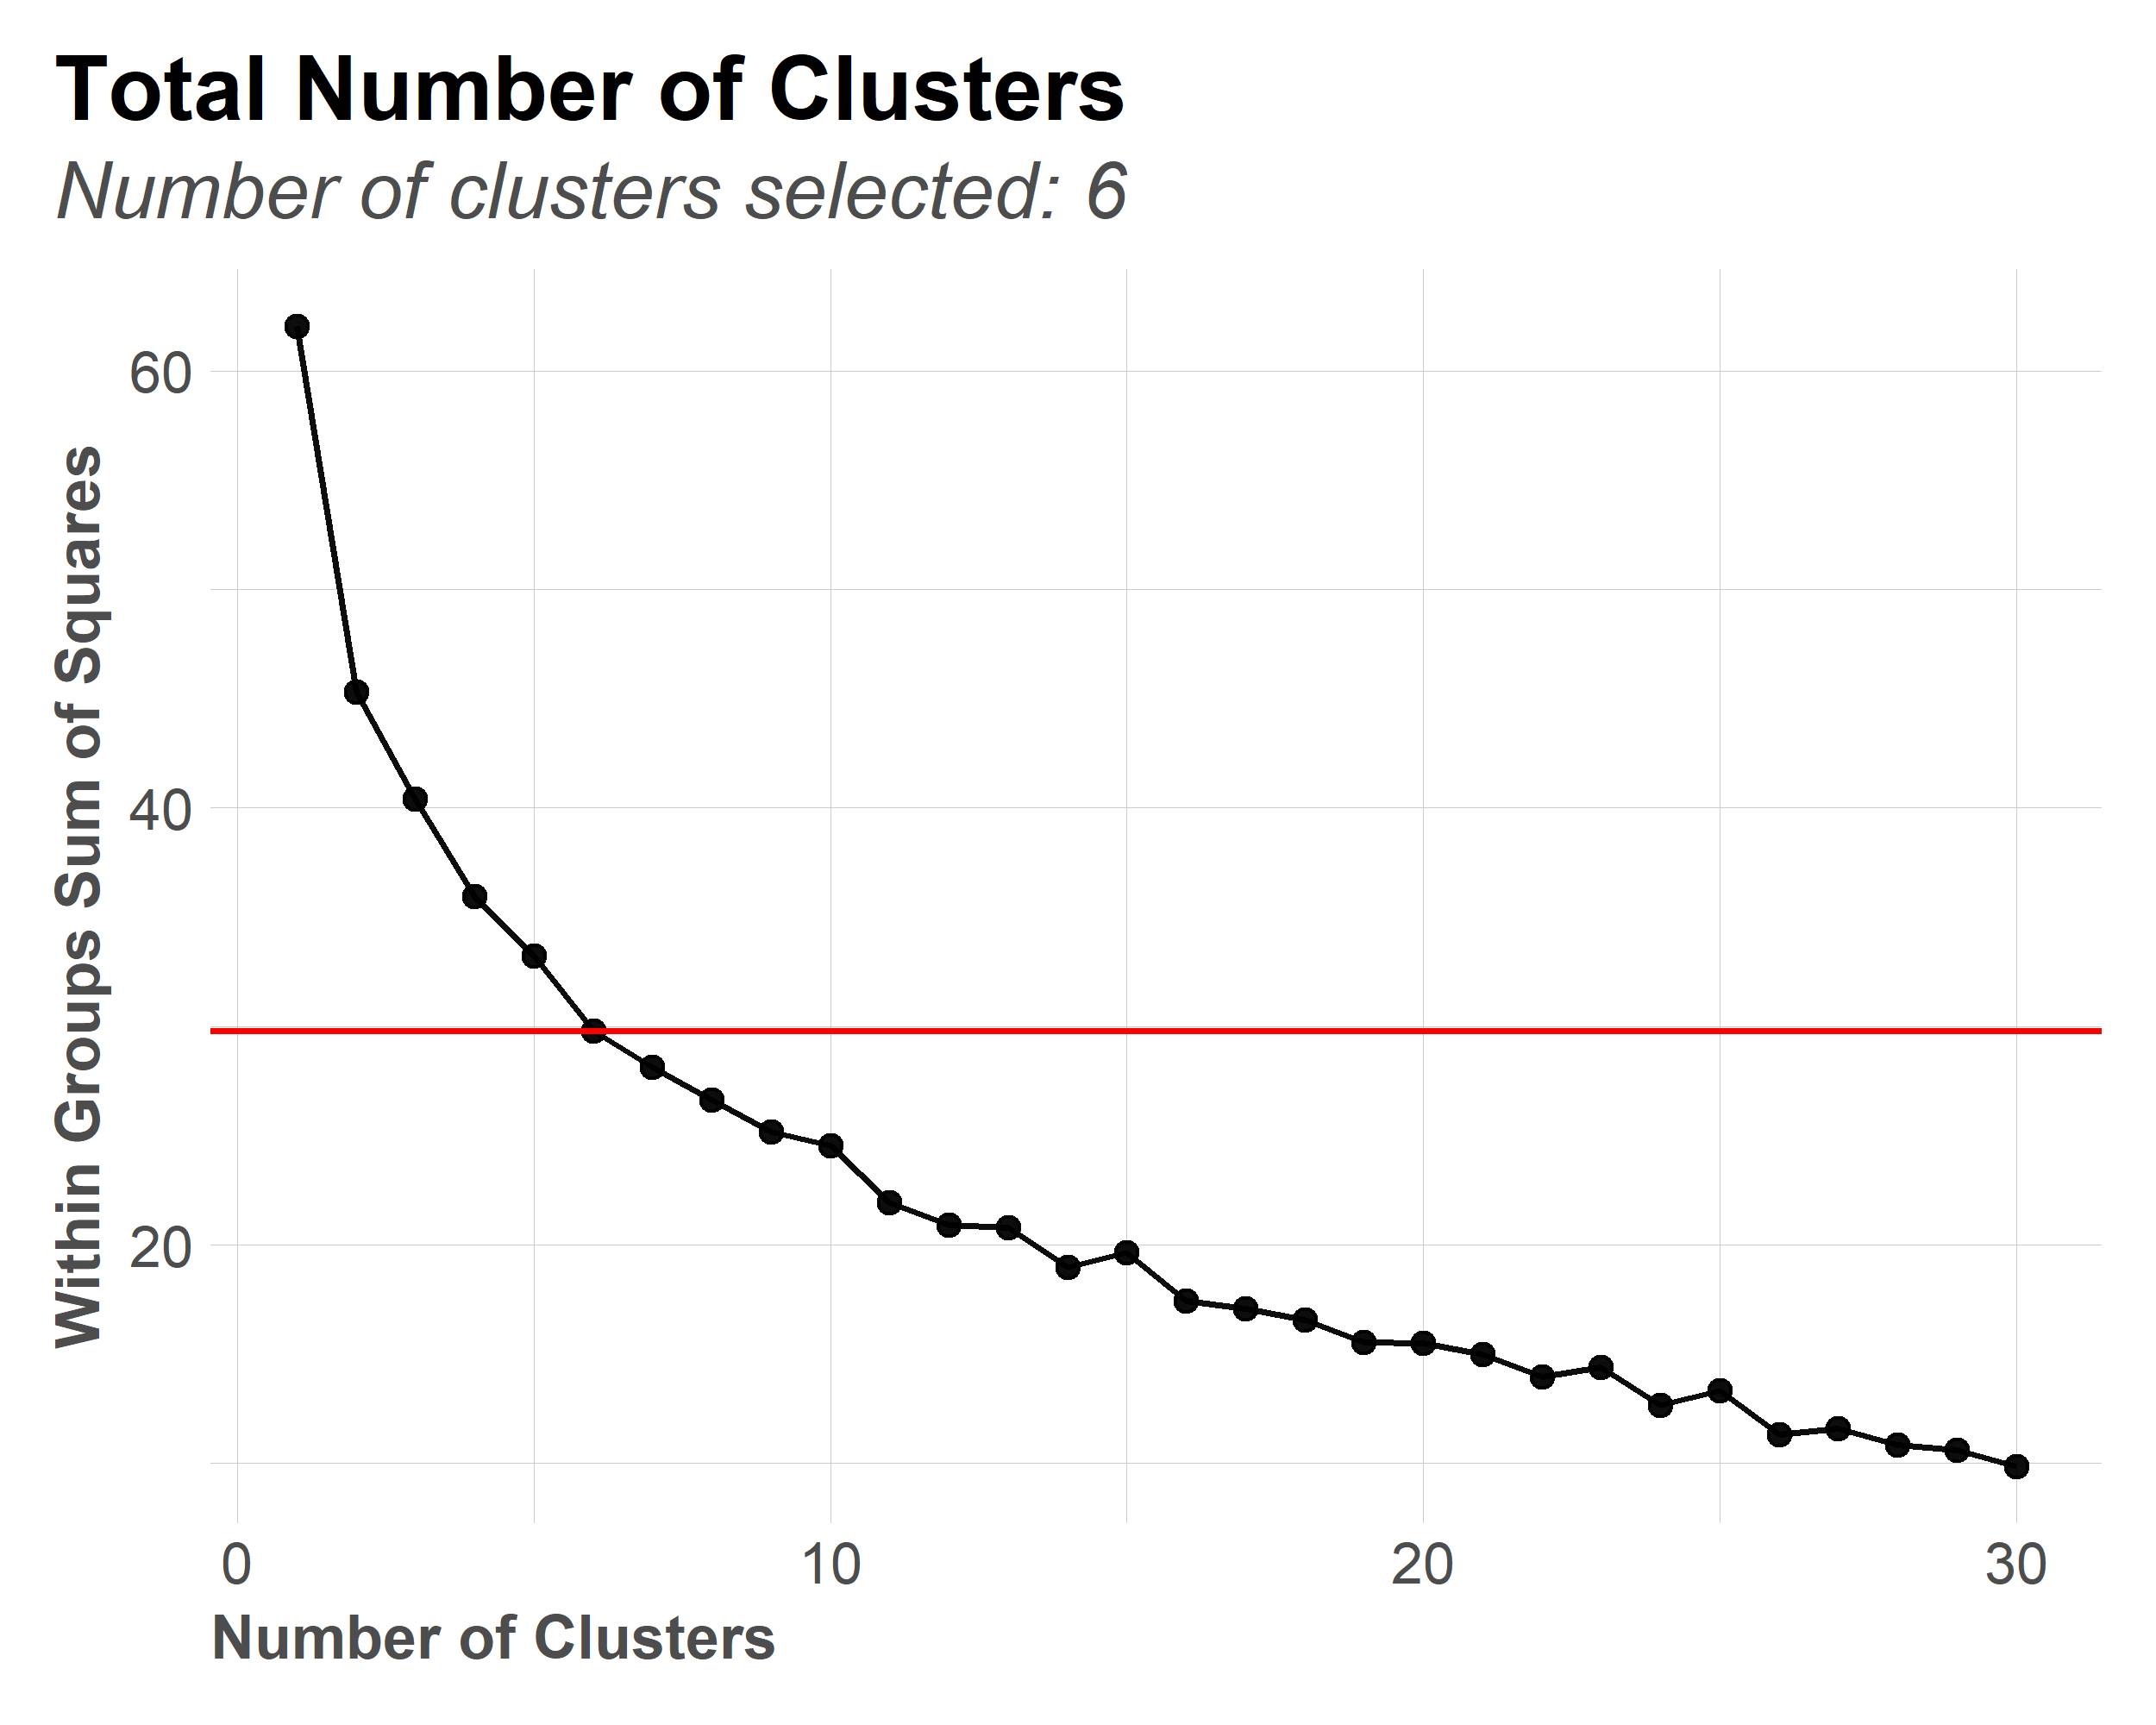 Total Number of Clusters
Number of clusters selected: 6
Within Groups Sum of Squares
60
40
20
0 10 20 30
Number of Clusters